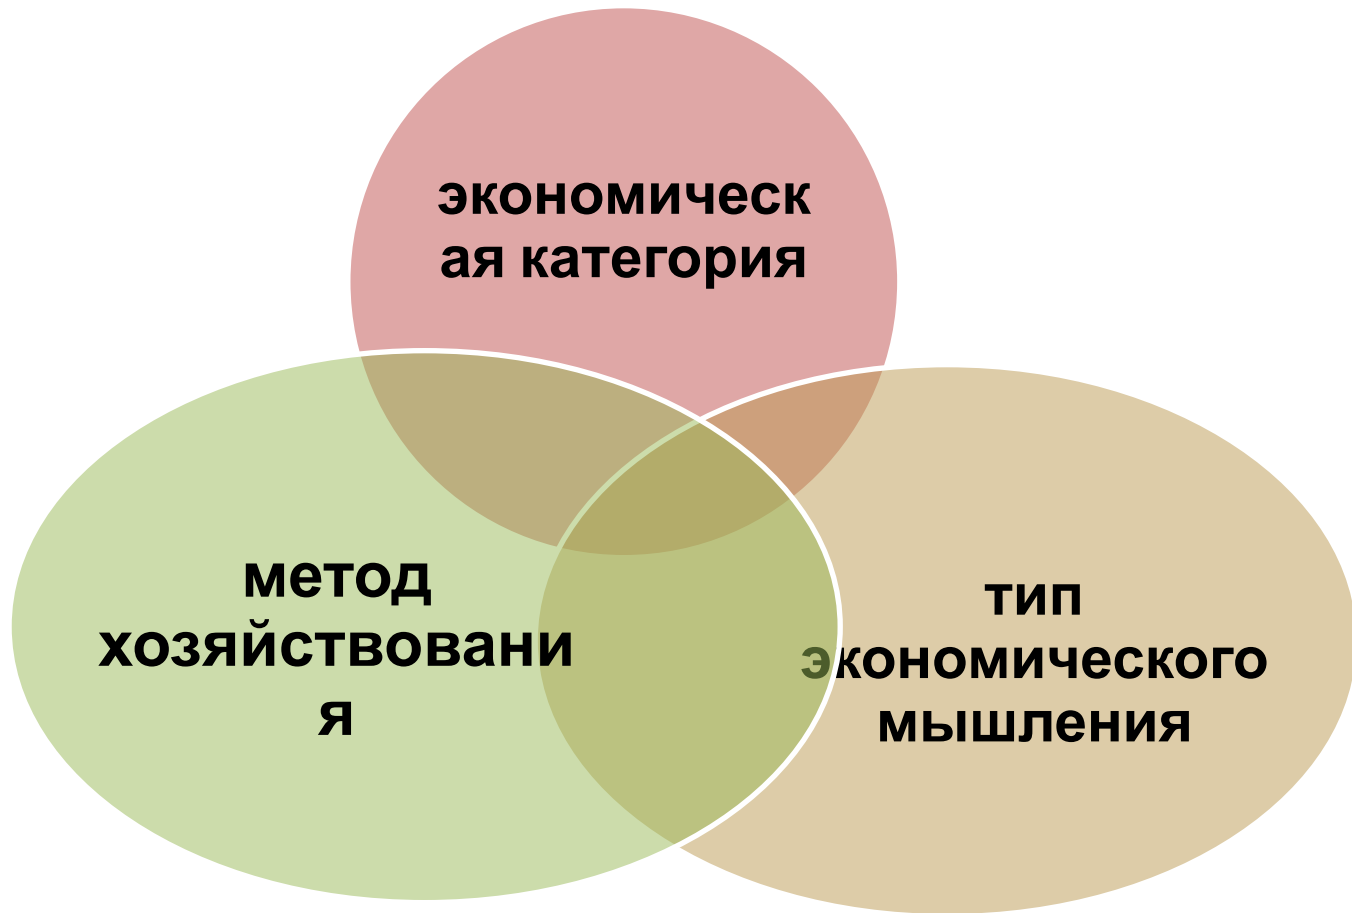 экономическ
ая категория
метод
хозяйствовани
я
тип
экономического
мышления